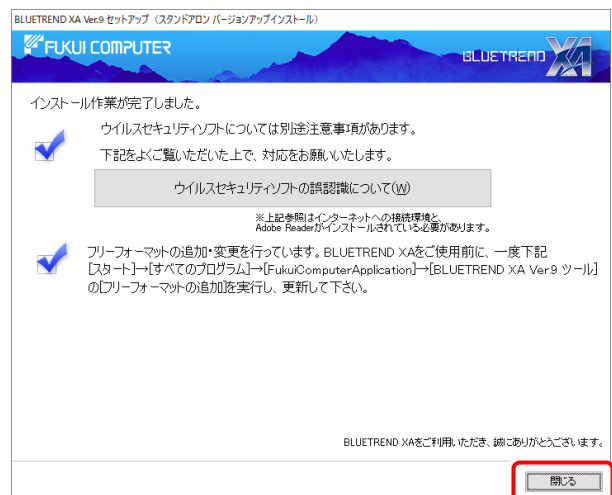 BLUETREND XA Ver.9 セットアップ（スタンドアロン バージョンアップインストール）
FUKUI COMPUTER
BLUETREND XA
インストール作業が完了しました。
ウイルスセキュリティソフトについては別途注意事項があります。
下記をよくご覧いただいた上で、対応をお願いいたします。
ウイルスセキュリティソフトの誤認識について(W)
※上記参照はインターネットへの接続環境と、
Adobe Readerがインストールされている必要があります。
フリーフォーマットの追加・変更を行っています。BLUETREND XAをご使用前に、一度下記
[スタート]→[すべてのプログラム]→[FukuiComputerApplication]→[BLUETREND XA Ver.9 ツール]
の[フリーフォーマットの追加]を実行し、更新して下さい。
BLUETREND XAをご利用いただき、誠にありがとうございます。
閉じる